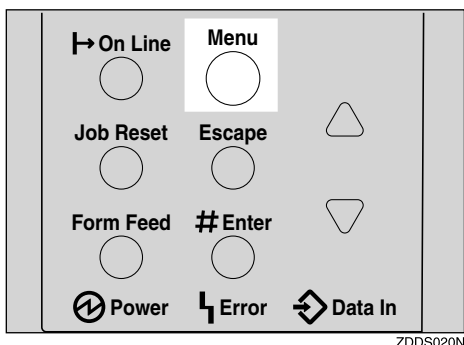 On Line Menu
Job Reset Escape
Form Feed # Enter
Power Error Data In
ZDDS020N